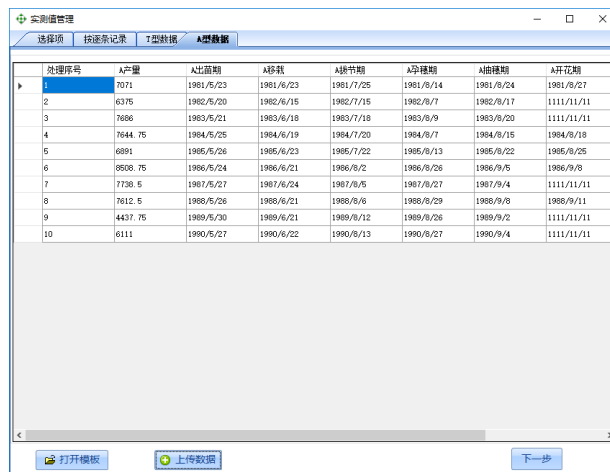 实测值管理
选择项 按逐条记录 T型数据 A型数据
处理序号 A产量 A出苗期 A移栽 A拔节期 A孕穗期 A抽穗期 A开花期
1 7071 1981/5/23 1981/6/23 1981/7/25 1981/8/14 1981/8/24 1981/8/27
2 6375 1982/5/20 1982/6/15 1982/7/15 1982/8/7 1982/8/17 1111/11/11
3 7686 1983/5/21 1983/6/18 1983/7/18 1983/8/9 1983/8/20 1111/11/11
4 7644.75 1984/5/25 1984/6/19 1984/7/20 1984/8/7 1984/8/15 1984/8/18
5 6891 1985/5/26 1985/6/23 1985/7/22 1985/8/13 1985/8/22 1985/8/25
6 8508.75 1986/5/24 1986/6/21 1986/8/2 1986/8/26 1986/9/5 1986/9/8
7 7738.5 1987/5/27 1987/6/24 1987/8/5 1987/8/27 1987/9/4 1111/11/11
8 7612.5 1988/5/26 1988/6/21 1988/8/6 1988/8/29 1988/9/8 1988/9/11
9 4437.75 1989/5/30 1989/6/21 1989/8/12 1989/8/26 1989/9/2 1111/11/11
10 6111 1990/5/27 1990/6/22 1990/8/13 1990/8/27 1990/9/4 1111/11/11
打开模板 上传数据 下一步